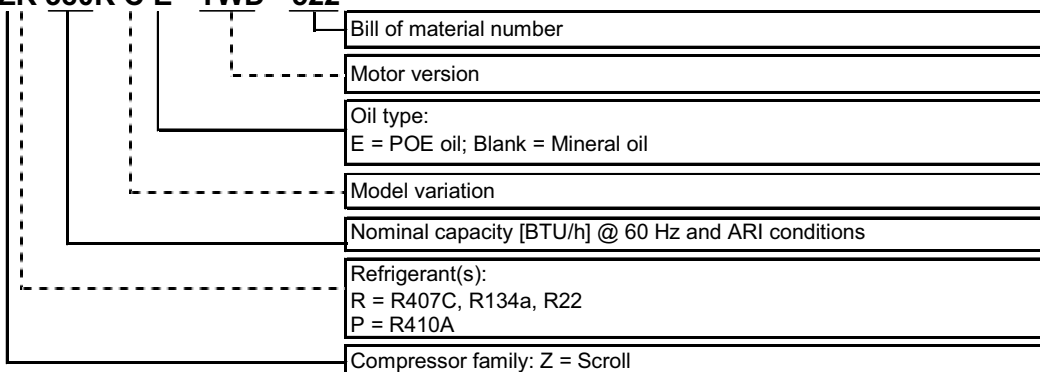 Bill of material number
Motor version
Oil type:
E = POE oil; Blank = Mineral oil
Model variation
Nominal capacity [BTU/h] @ 60 Hz and ARI conditions
Refrigerant(s):
R = R407C, R134a, R22
P = R410A
Compressor family: Z = Scroll